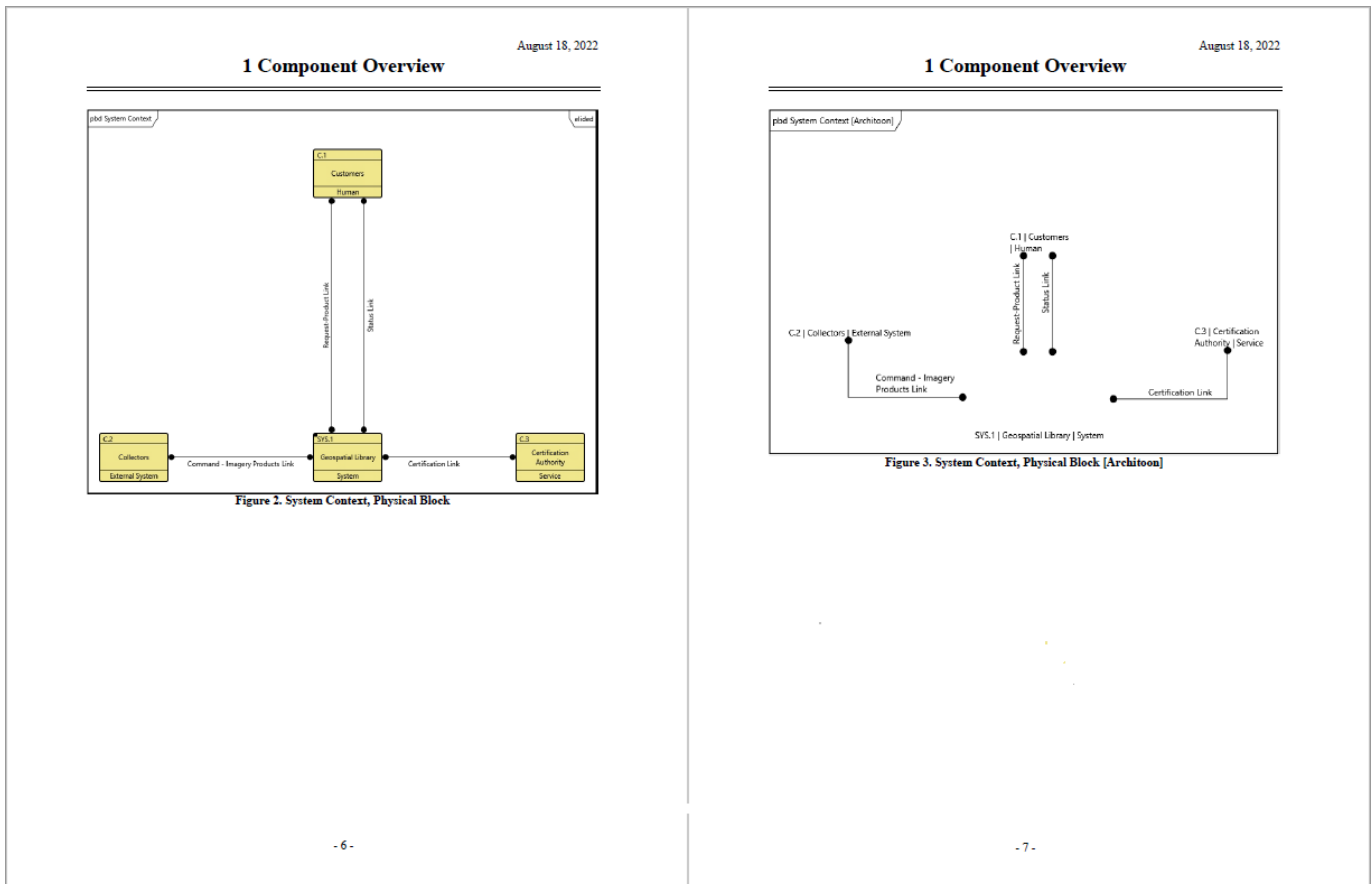 August 18, 2022
1 Component Overview
pbd System Context
elided
C.1
Customers
Human
Request-Product Link
Status Link
C.2
Collectors
External System
Command - Imagery Products Link
SYS.1
Geospatial Library
System
Certification Link
C.3
Certification
Authority
Service
Figure 2. System Context, Physical Block
- 6 -
August 18, 2022
1 Component Overview
pbd System Context [Architoon]
C.1 | Customers
| Human
Request-Product Link
Status Link
C.2 | Collectors | External System
C.3 | Certification
Authority | Service
Command - Imagery
Products Link
Certification Link
SYS.1 | Geospatial Library | System
Figure 3. System Context, Physical Block [Architoon]
- 7 -